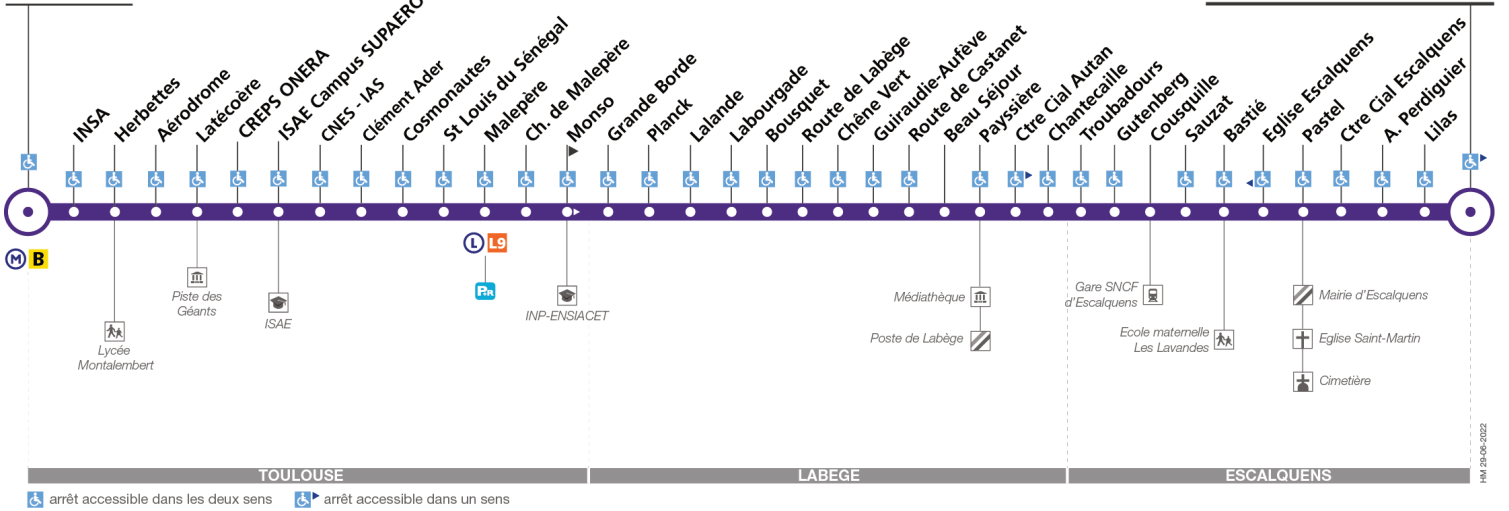 INSA
Herbettes
Aérodrome
Latécoère
CREPS ONERA
ISAE Campus SUPAERO
CNES - IAS
Clément Ader
Cosmonautes
St Louis du Sénégal
Malepère
Ch. de Malepère
Monso
Grande Borde
Planck
Lalande
Labourgade
Bousquet
Route de Labège
Chêne Vert
Guiraudie-Aufève
Route de Castanet
Beau Séjour
Payssière
Ctre Cial Autan
Chantecaille
Troubadours
Gutenberg
Cousquille
Sauzat
Bastié
Eglise Escalquens
Pastel
Ctre Cial Escalquens
A. Perdiguier
Lilas
M B
L L9
P+R
Lycée
Montalembert
Piste des
Géants
ISAE
INP-ENSIACET
Médiathèque
Poste de Labège
Gare SNCF
d'Escalquens
Ecole maternelle
Les Lavandes
Mairie d'Escalquens
Eglise Saint-Martin
Cimetière
HM 29-06-2022
TOULOUSE
LABEGE
ESCALQUENS
arrêt accessible dans les deux sens
arrêt accessible dans un sens